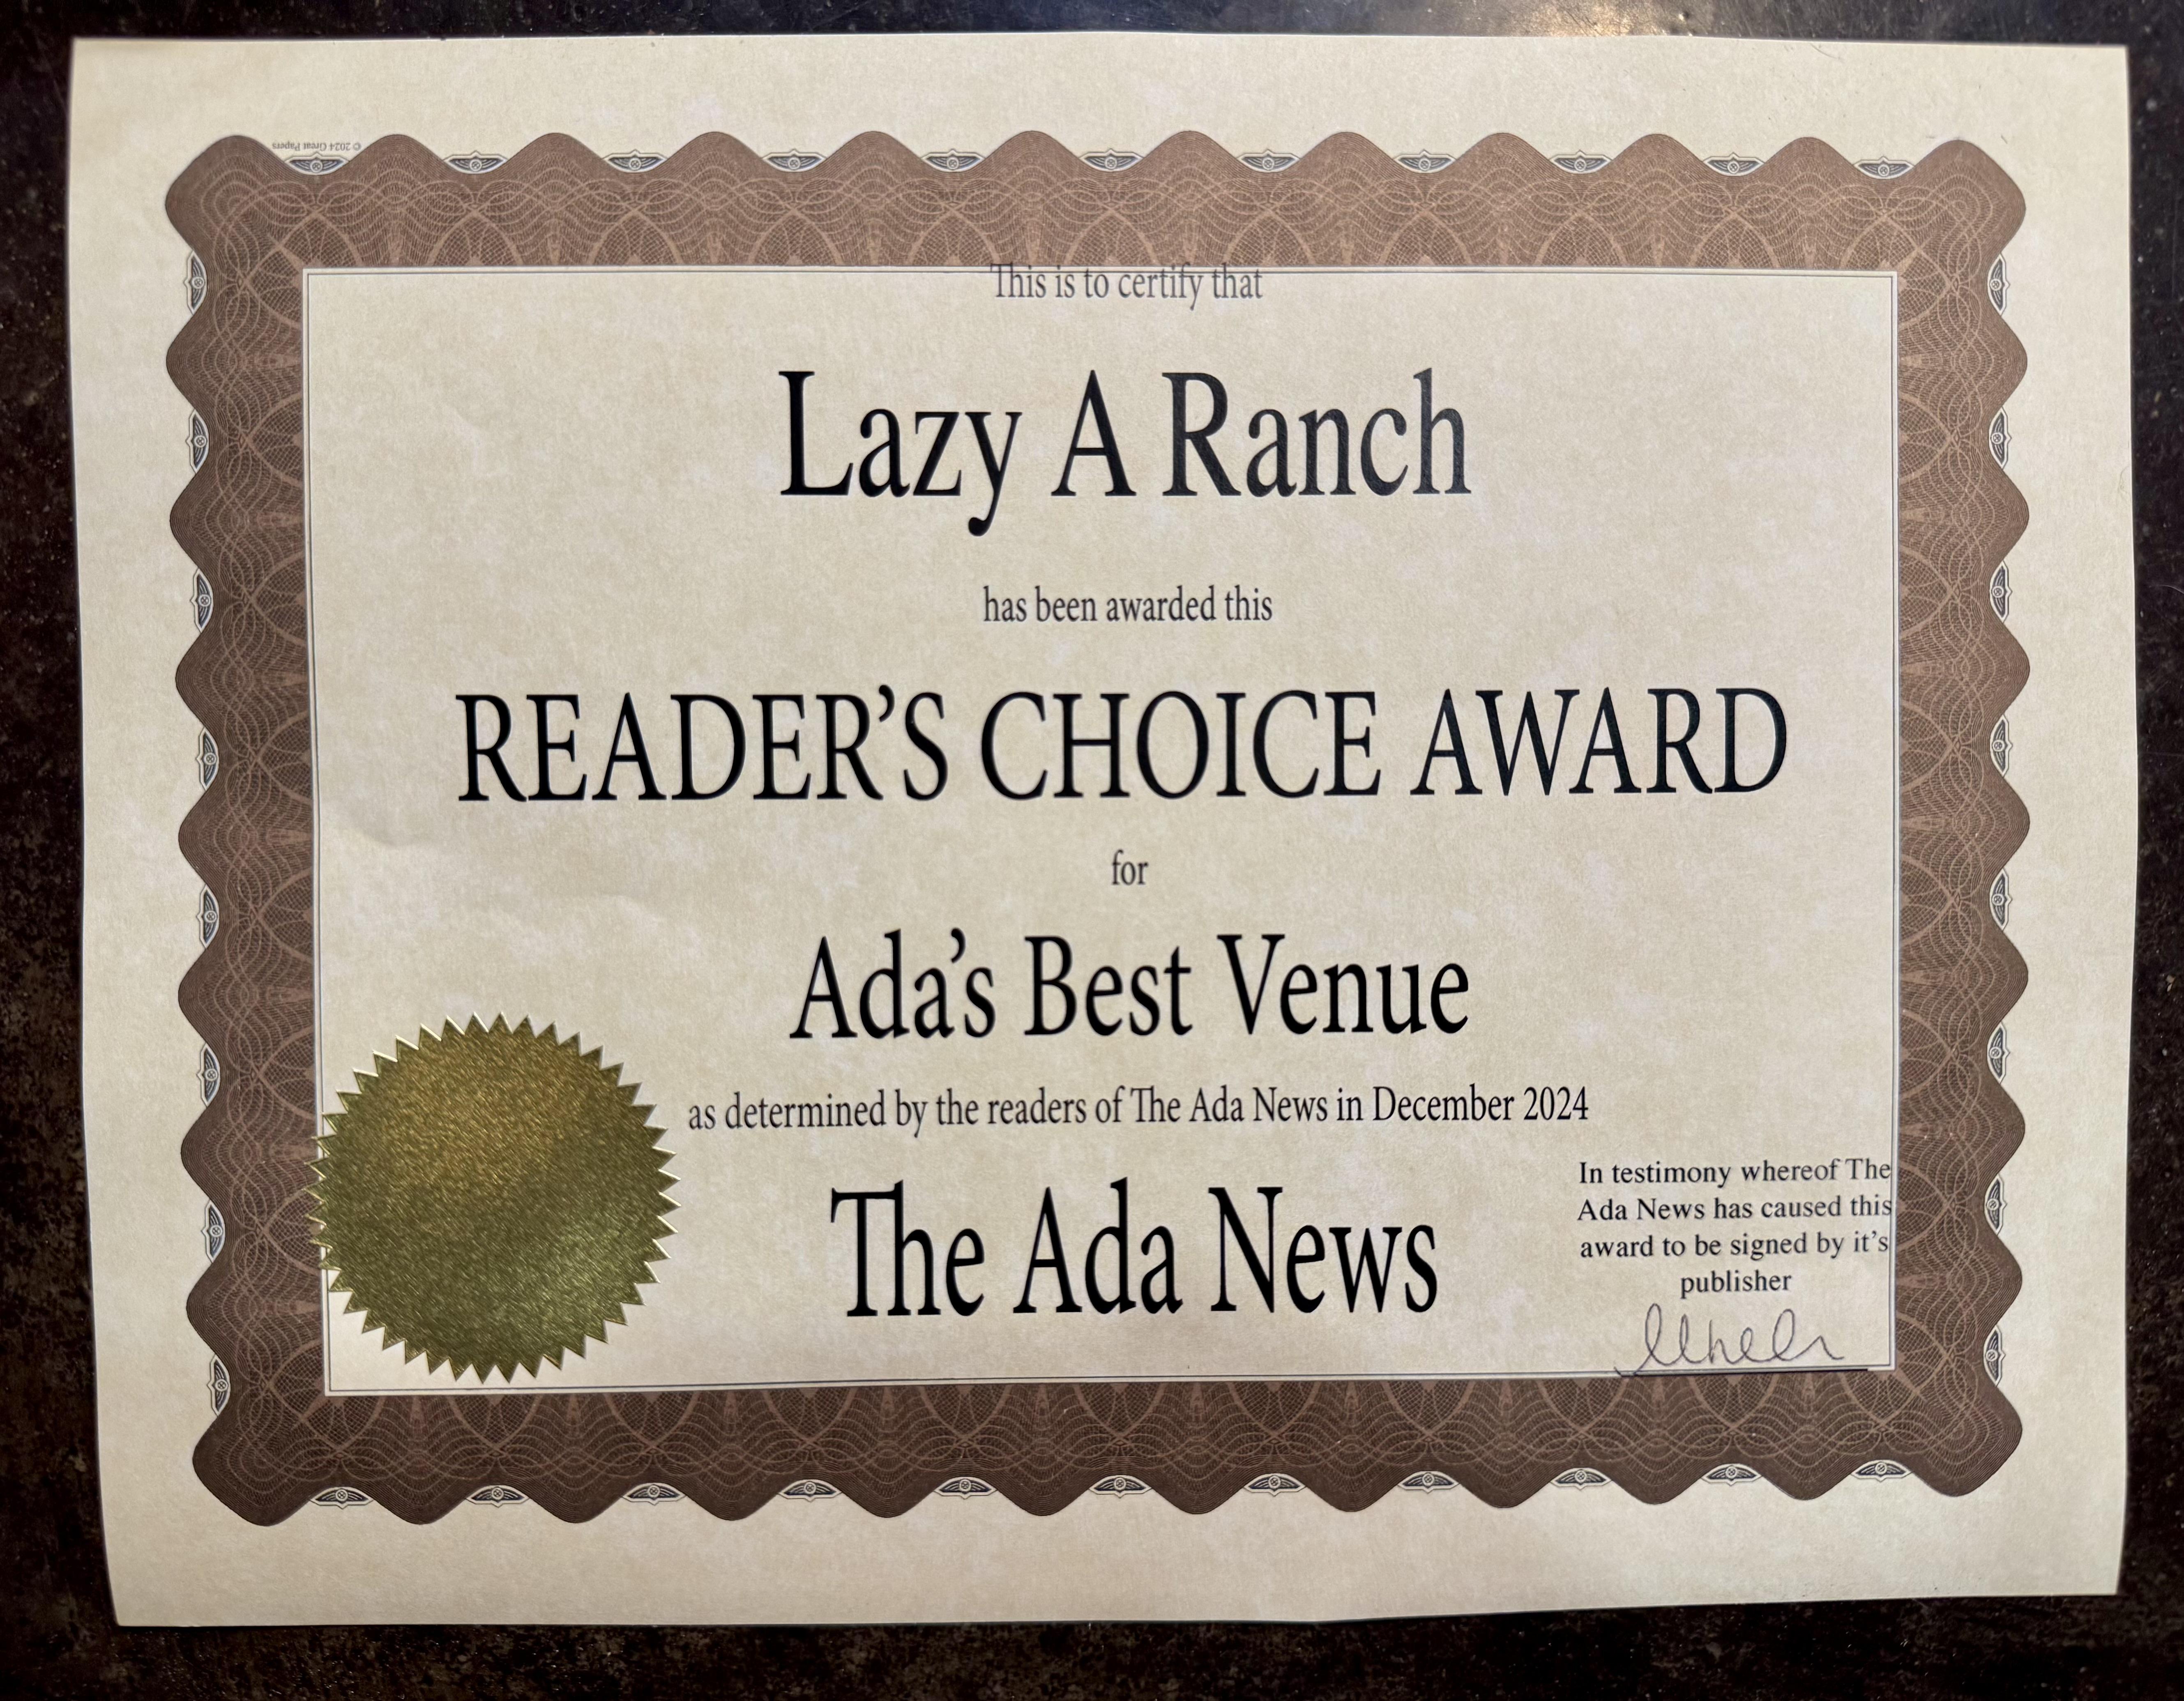 © 2024 Great Papers
This is to certify that
Lazy A Ranch
has been awarded this
READER’S CHOICE AWARD
for
Ada’s Best Venue
as determined by the readers of The Ada News in December 2024
The Ada News
In testimony whereof The
Ada News has caused this
award to be signed by it’s
publisher